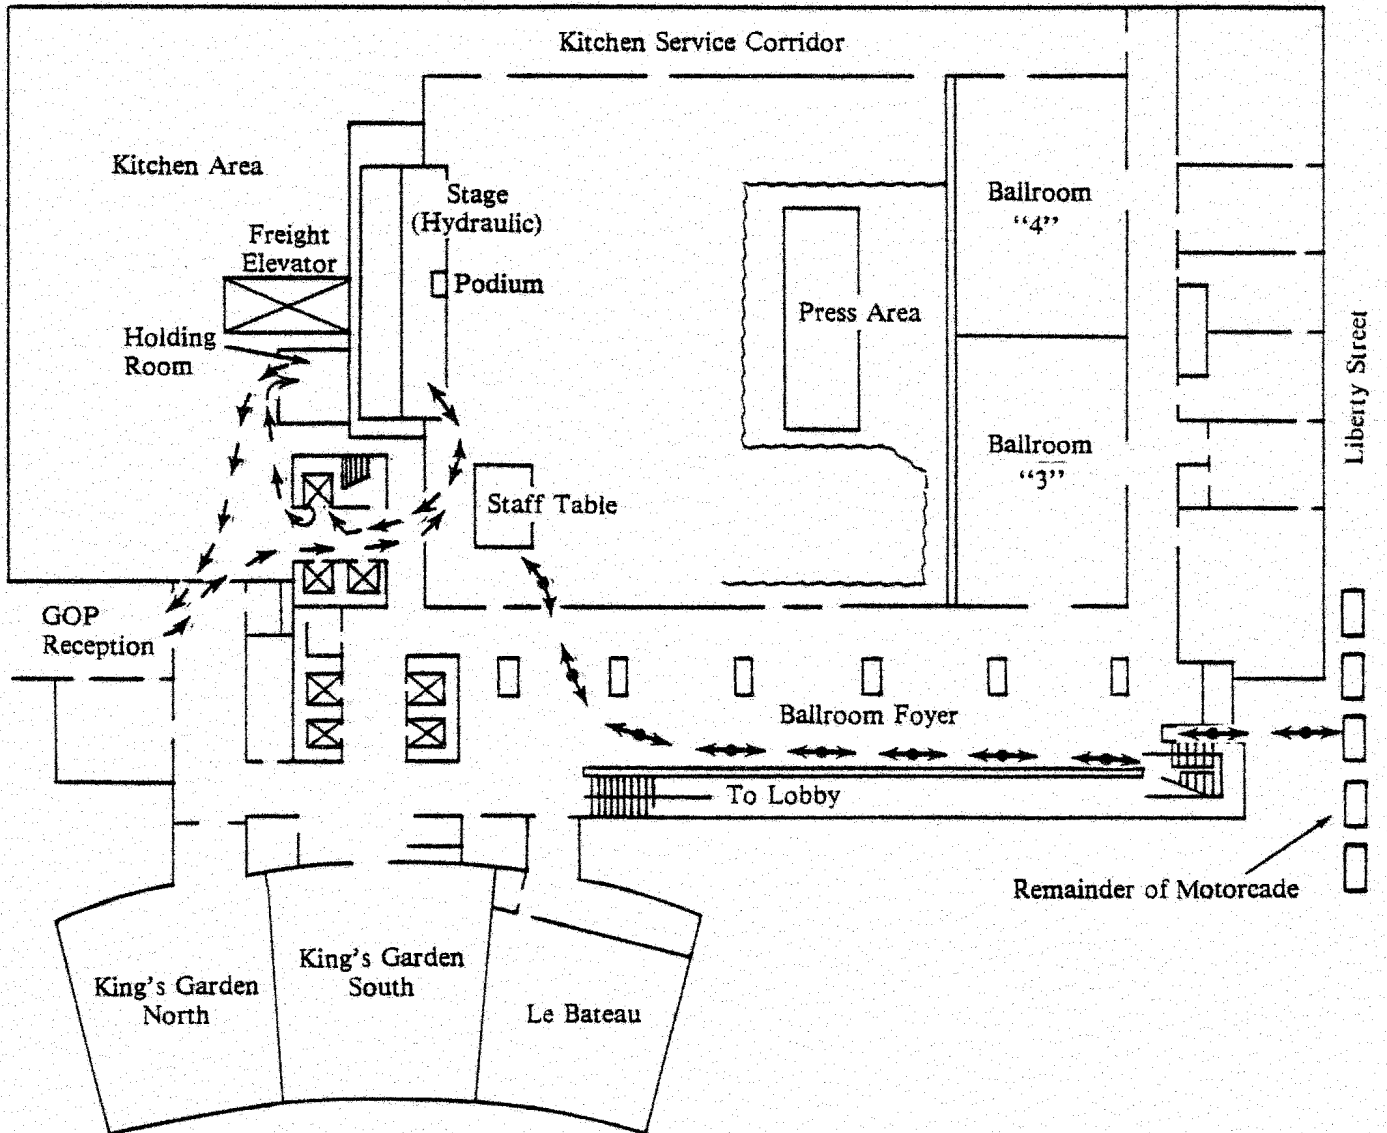 Kitchen Service Corridor
Kitchen Area
Stage
(Hydraulic)
Ballroom
“4”
Freight
Elevator
Podium
Press Area
Holding
Room
Liberty Street
Ballroom
“3”
Staff Table
GOP
Reception
Ballroom Foyer
To Lobby
Remainder of Motorcade
King's Garden
North
King's Garden
South
Le Bateau